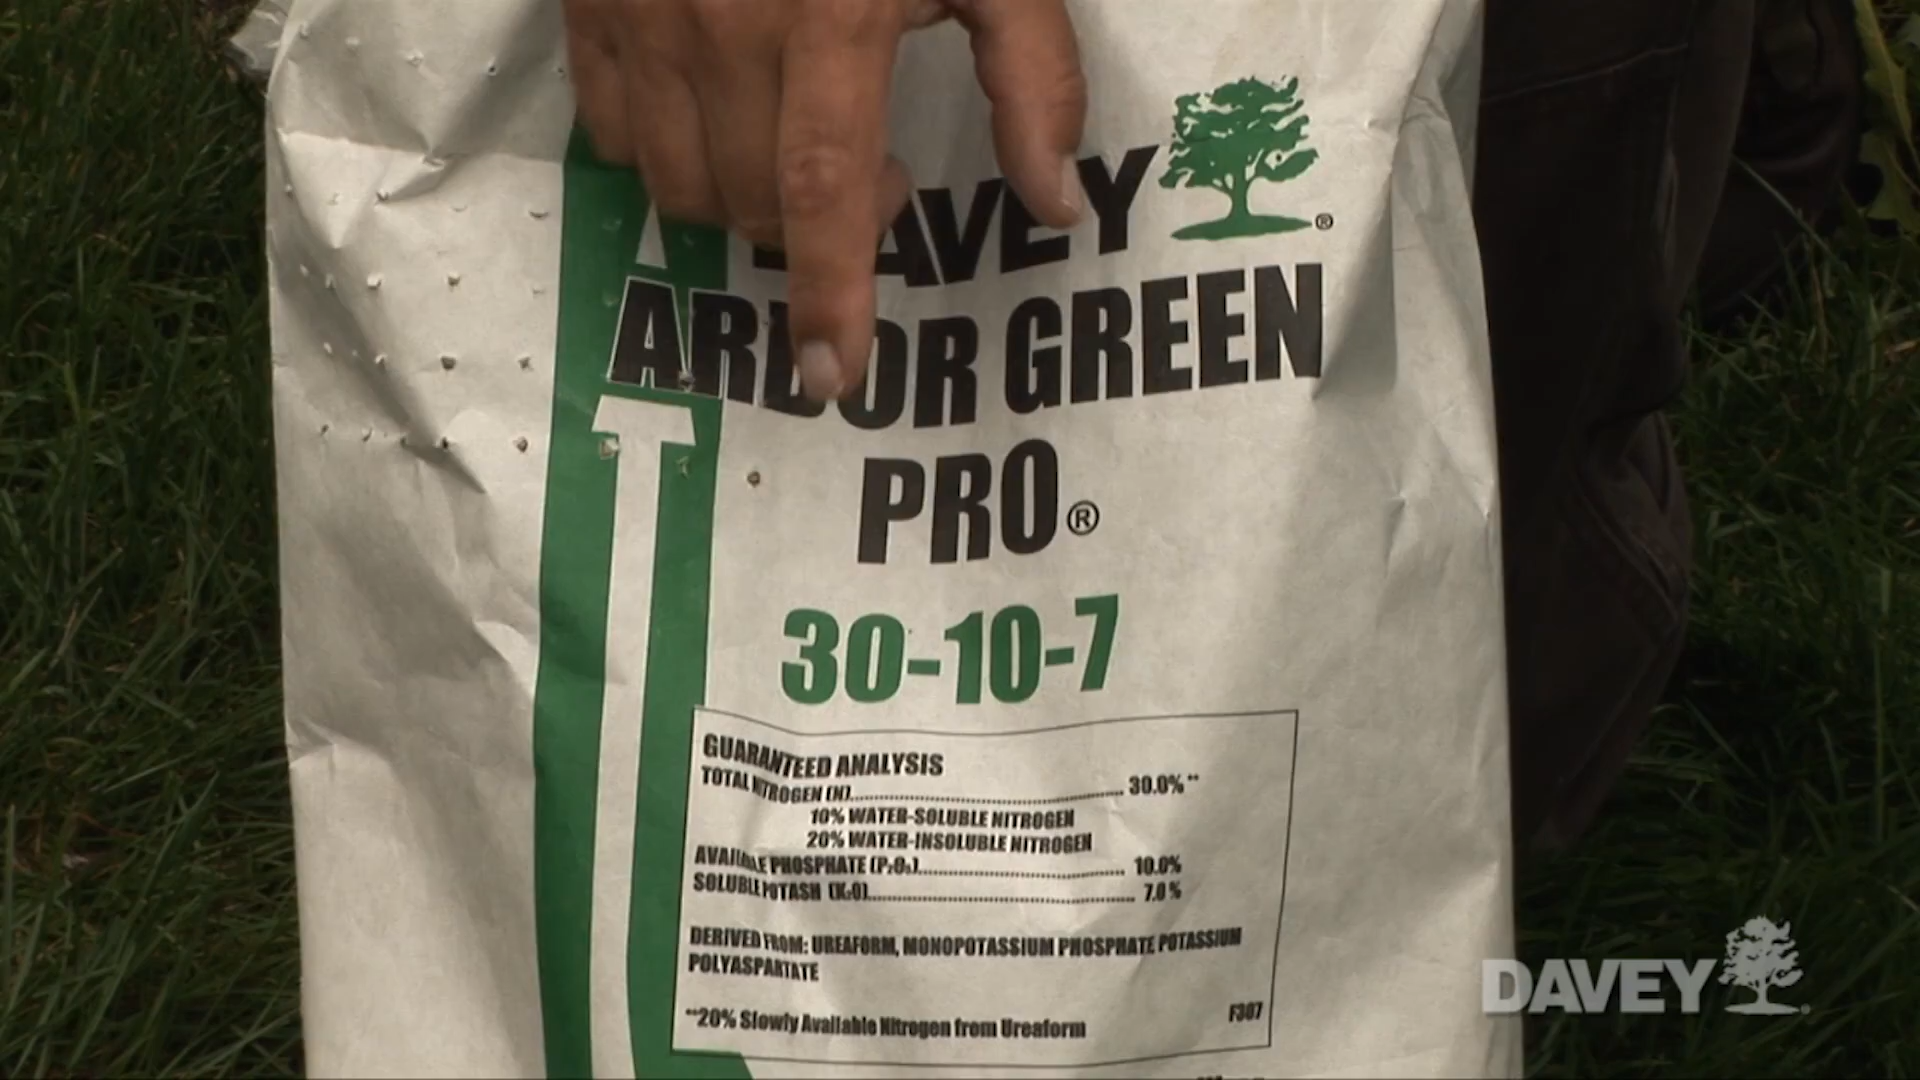 DAVEY ®
ARBOR GREEN
PRO®
30-10-7
GUARANTEED ANALYSIS
TOTAL NITROGEN (N)........................................ 30.0%**
10% WATER-SOLUBLE NITROGEN
20% WATER-INSOLUBLE NITROGEN
AVAILABLE PHOSPHATE (P₂O₅)........................................ 10.0%
SOLUBLE POTASH (K₂O)........................................ 7.0%
DERIVED FROM: UREAFORM, MONOPOTASSIUM PHOSPHATE POTASSIUM
POLYASPARTATE
**20% Slowly Available Nitrogen from Ureaform
F307
DAVEY